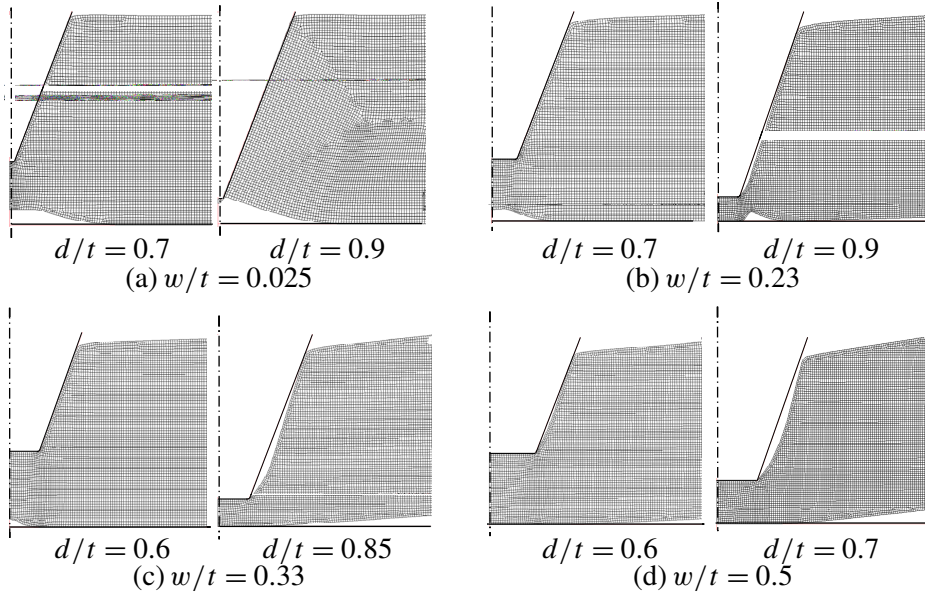 d/t = 0.7 d/t = 0.9 d/t = 0.7 d/t = 0.9
(a) w/t = 0.025 (b) w/t = 0.23
d/t = 0.6 d/t = 0.85 d/t = 0.6 d/t = 0.7
(c) w/t = 0.33 (d) w/t = 0.5